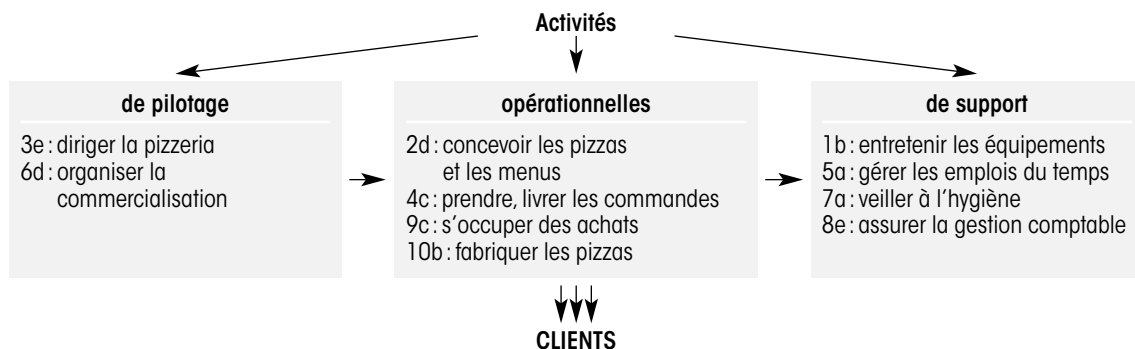 Activités
de pilotage
3e : diriger la pizzeria
6d : organiser la
commercialisation
opérationnelles
2d : concevoir les pizzas
et les menus
4c : prendre, livrer les commandes
9c : s’occuper des achats
10b : fabriquer les pizzas
de support
1b : entretenir les équipements
5a : gérer les emplois du temps
7a : veiller à l’hygiène
8e : assurer la gestion comptable
CLIENTS